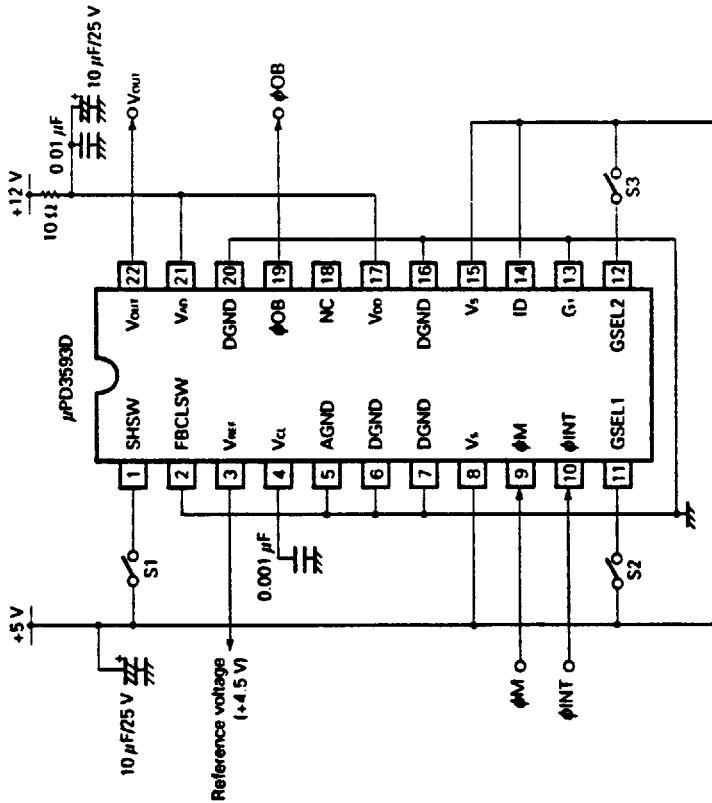 μPD3593D
+12 V
10 Ω
0.01 μF
10 μF/25 V
+5 V
10 μF/25 V
Reference voltage
(+4.5 V)
0.001 μF
S1
1 SHSW
2 FBCLSW
3 VREF
4 VCL
5 AGND
6 DGND
7 DGND
8 VS
9 ϕM
10 ϕINT
11 GSEL1
22 VOUT
21
20 DGND
19 ϕOB
18 NC
17
16 DGND
15 VS
14 ID
13
12 GSEL2
VOUT
ϕOB
ϕM
ϕINT
S2
S3